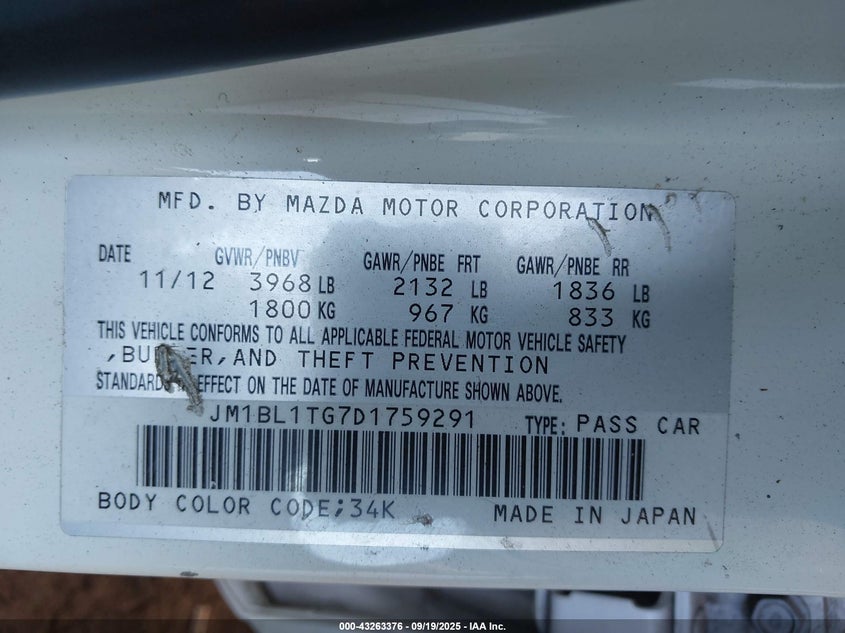 MFD. BY MAZDA MOTOR CORPORATION
DATE GVWR/PNBV GAWR/PNBE FRT GAWR/PNBE RR
11/12 3968 LB 2132 LB 1836 LB
1800 KG 967 KG 833 KG
THIS VEHICLE CONFORMS TO ALL APPLICABLE FEDERAL MOTOR VEHICLE SAFETY
AND THEFT PREVENTION
IN EFFECT ON THE DATE OF MANUFACTURE SHOWN ABOVE.
JM1BL1TG7D1759291 TYPE: PASS CAR
BODY COLOR CODE;34K MADE IN JAPAN
000-43263376 - 09/19/2025 - IAA Inc.